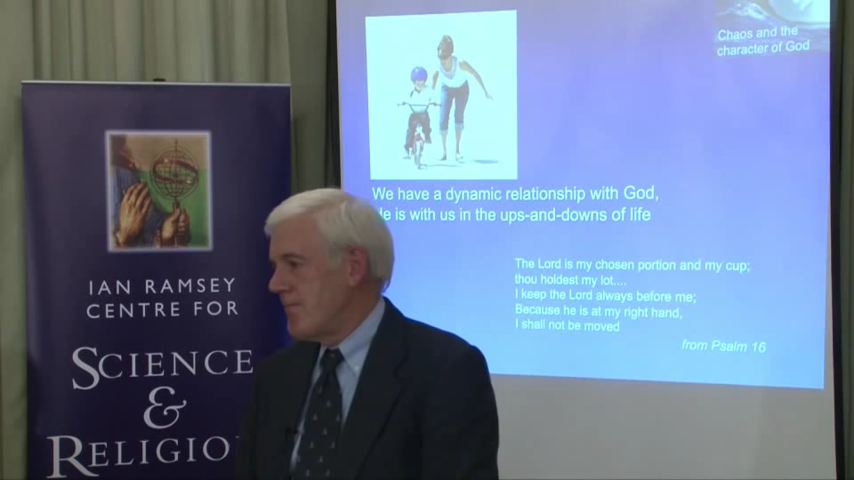 IAN RAMSEY
CENTRE FOR
SCIENCE
&
Chaos and the
character of God
We have a dynamic relationship with God,
is with us in the ups-and-downs of life
The Lord is my chosen portion and my cup;
thou holdest my lot....
I keep the Lord always before me;
Because he is at my right hand,
I shall not be moved
from Psalm 16